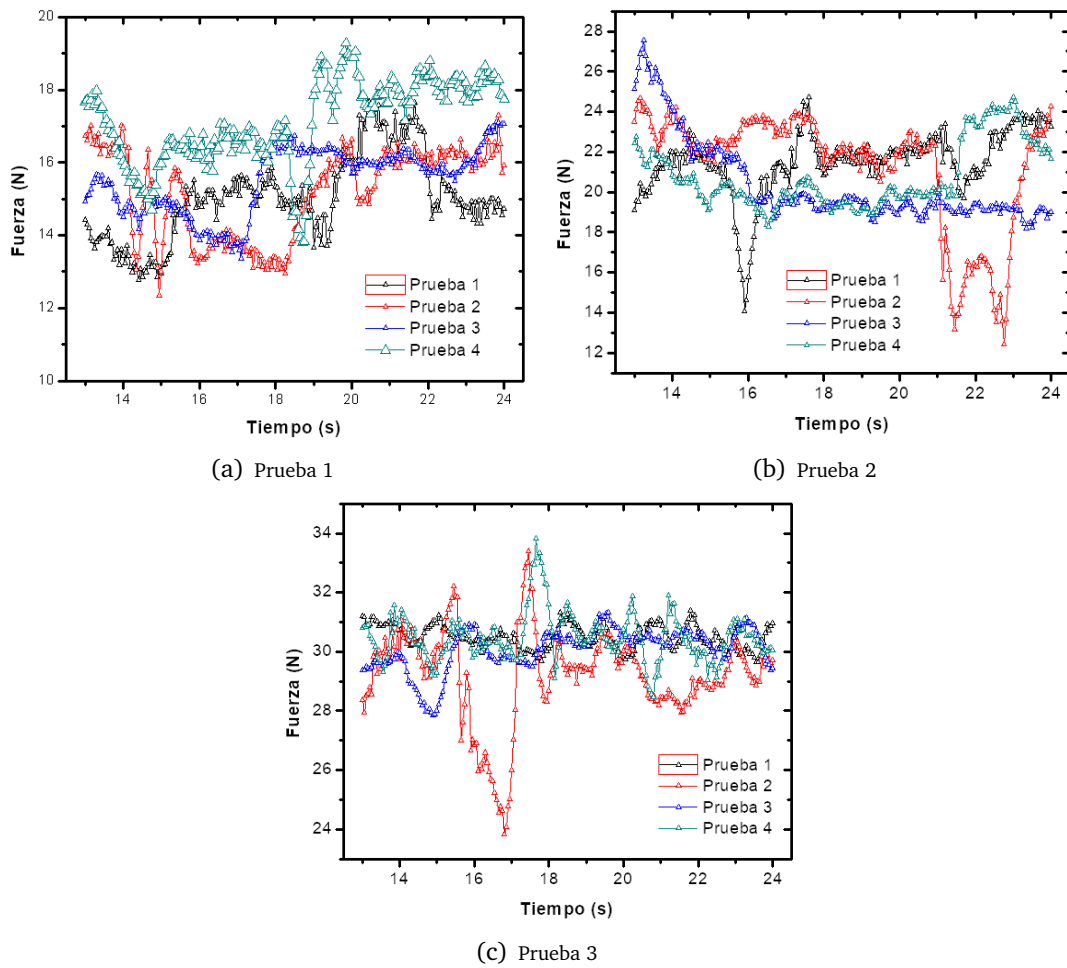 20
18
16
14
12
10
Fuerza (N)
14 16 18 20 22 24
Tiempo (s)
Prueba 1
Prueba 2
Prueba 3
Prueba 4
(a) Prueba 1
28
26
24
22
20
18
16
14
12
Fuerza (N)
14 16 18 20 22 24
Tiempo (s)
Prueba 1
Prueba 2
Prueba 3
Prueba 4
(b) Prueba 2
34
32
30
28
26
24
Fuerza (N)
14 16 18 20 22 24
Tiempo (s)
Prueba 1
Prueba 2
Prueba 3
Prueba 4
(c) Prueba 3